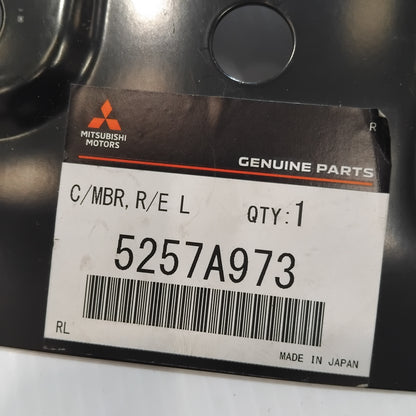 R
MITSUBISHI
MOTORS
GENUINE PARTS
C/MBR, R/E L QTY:1
5257A973
RL
MADE IN JAPAN